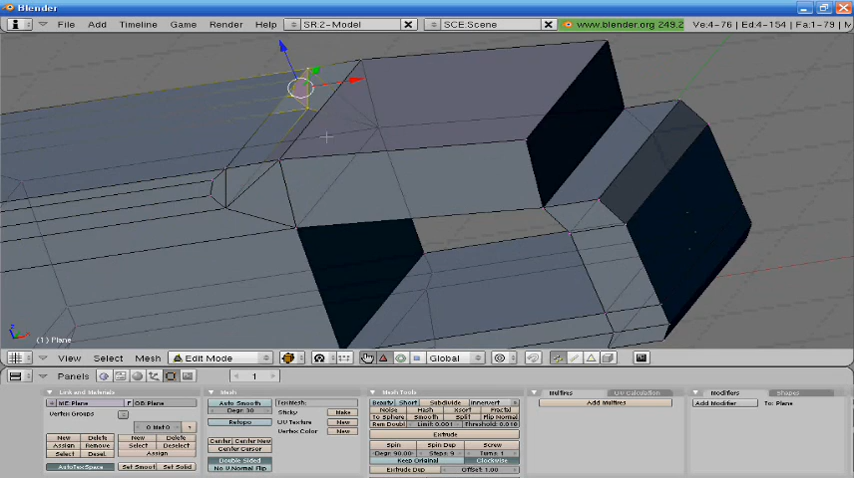 Blender
File Add Timeline Game Render Help SR:2-Model SCE:Scene www.blender.org 249.2 Ve:4-76 | Ed:4-154 | Fa:1-79 | M
(1) Plane
View Select Mesh Edit Mode Global
Panels 1
Link and Materials Mesh Mesh Tools Multires UV Calculation Modifiers Shapes
ME:Plane F OB:Plane Auto Smooth TexMesh: Beauty Short Subdivide Innervert Add Multires Add Modifier To: Plane
Vertex Groups Degr: 30 Sticky Make Noise Hash Xsort Fractal
0 Mat 0 ? Retopo UV Texture New To Sphere Smooth Split Flip Normal
New Delete New Delete Vertex Color New Rem Doubl Limit: 0.001 Threshold: 0.010
Assign Remove Select Deselect Center Center New Extrude
Select Desel. Assign Center Cursor Spin Spin Dup Screw
AutoTexSpace Set Smoot Set Solid Double Sided Degr: 90.00 Steps: 9 Turns: 1
No V.Normal Flip Keep Original Clockwise
Extrude Dup Offset: 1.00